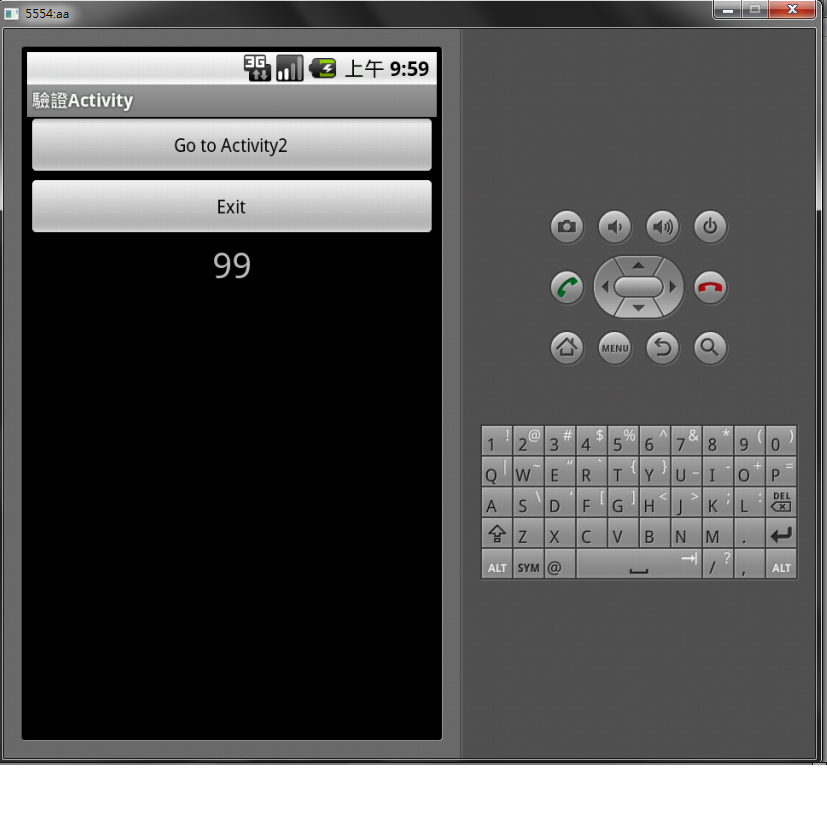 5554:aa
3G 上午 9:59
驗證Activity
Go to Activity2
Exit
99
MENU
1 ! 2 @ 3 # 4 $ 5 % 6 ^ 7 & 8 * 9 ( 0 )
Q | W ~ E " R ` T { Y } U _ I - O + P =
A S \ D ' F [ G ] H < J > K ; L : DEL
Z X C V B N M .
ALT SYM @ / ? , ALT